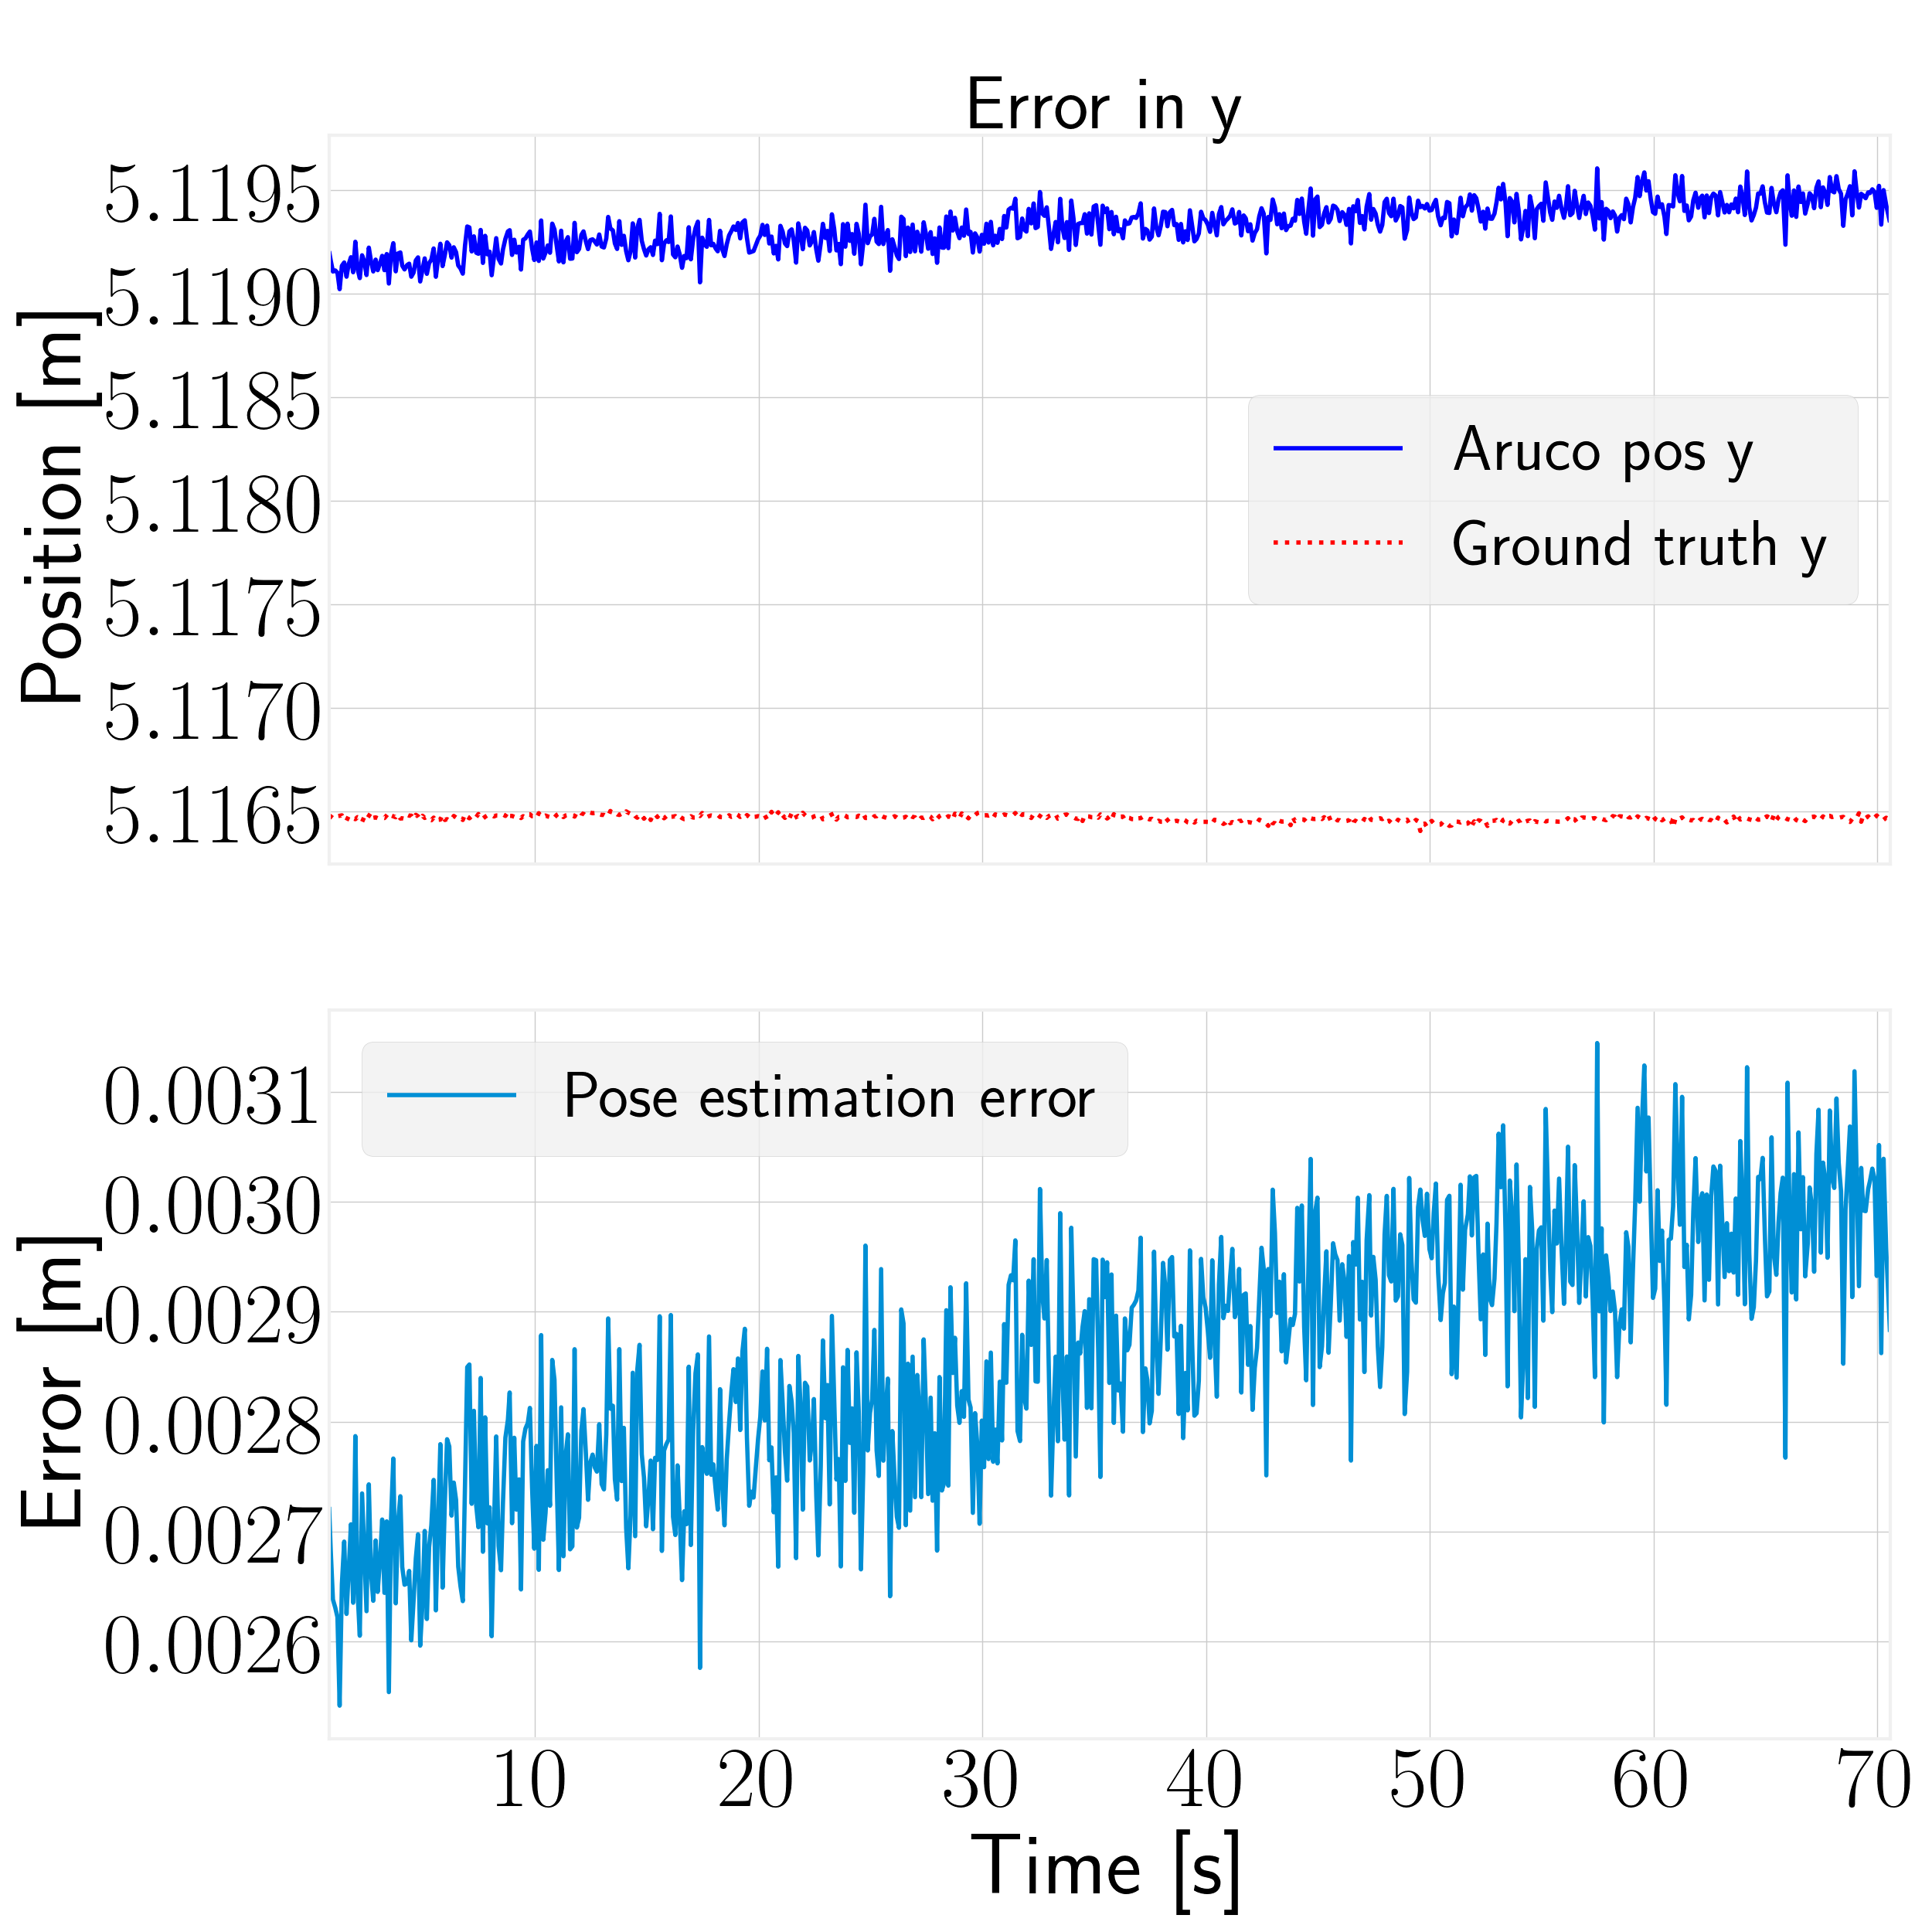 Error in y
Position [m]
5.1195
5.1190
5.1185
5.1180
5.1175
5.1170
5.1165
Aruco pos y
Ground truth y
Error [m]
0.0031
0.0030
0.0029
0.0028
0.0027
0.0026
Pose estimation error
10 20 30 40 50 60 70
Time [s]